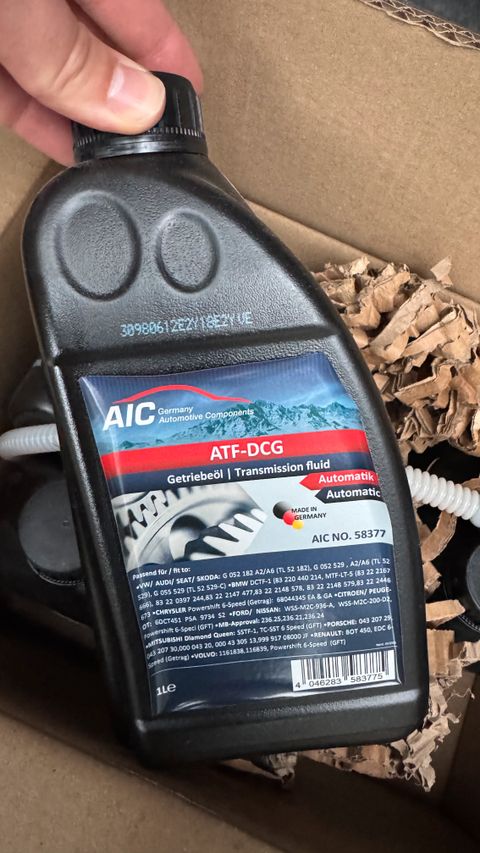 30980612E2Y18E2Y VE
AIC Germany
Automotive Components
ATF-DCG
Getriebeöl | Transmission fluid
Automatik
Automatic
MADE IN
GERMANY
AIC NO. 58377
Passend für / fit to:
•VW/ AUDI/ SEAT/ SKODA: G 052 182 A2/A6 (TL 52 182), G 052 529 , A2/A6 (TL 52
529), G 055 529 (TL 52 529-C) •BMW DCTF-1 (83 220 440 214, MTF-LT-5 (83 22 2167
666), 83 22 0397 244,83 22 2147 477,83 22 2148 578, 83 22 2148 579,83 22 2446
673 •CHRYSLER Powershift 6-Speed (Getrag): 68044345 EA & GA• CITROEN/ PEUGE-
OT: 6DCT451 PSA 9734 S2 •FORD/ NISSAN: WSS-M2C-936-A, WSS-M2C-200-D2,
Powershift 6-Speed (GFT) •MB-Approval: 236.25,236.21,236.24
•MITSUBISHI Diamond Queen: SSTF-1, TC-SST 6 Speed (GFT) •PORSCHE: 043 207 29,
043 207 30,000 043 20, 000 43 305 13,999 917 08000 JF •RENAULT: BOT 450, EDC 6-
Speed (Getrag) •VOLVO: 1161838,116839, Powershift 6-Speed (GFT)
1L e
4 046283 583775